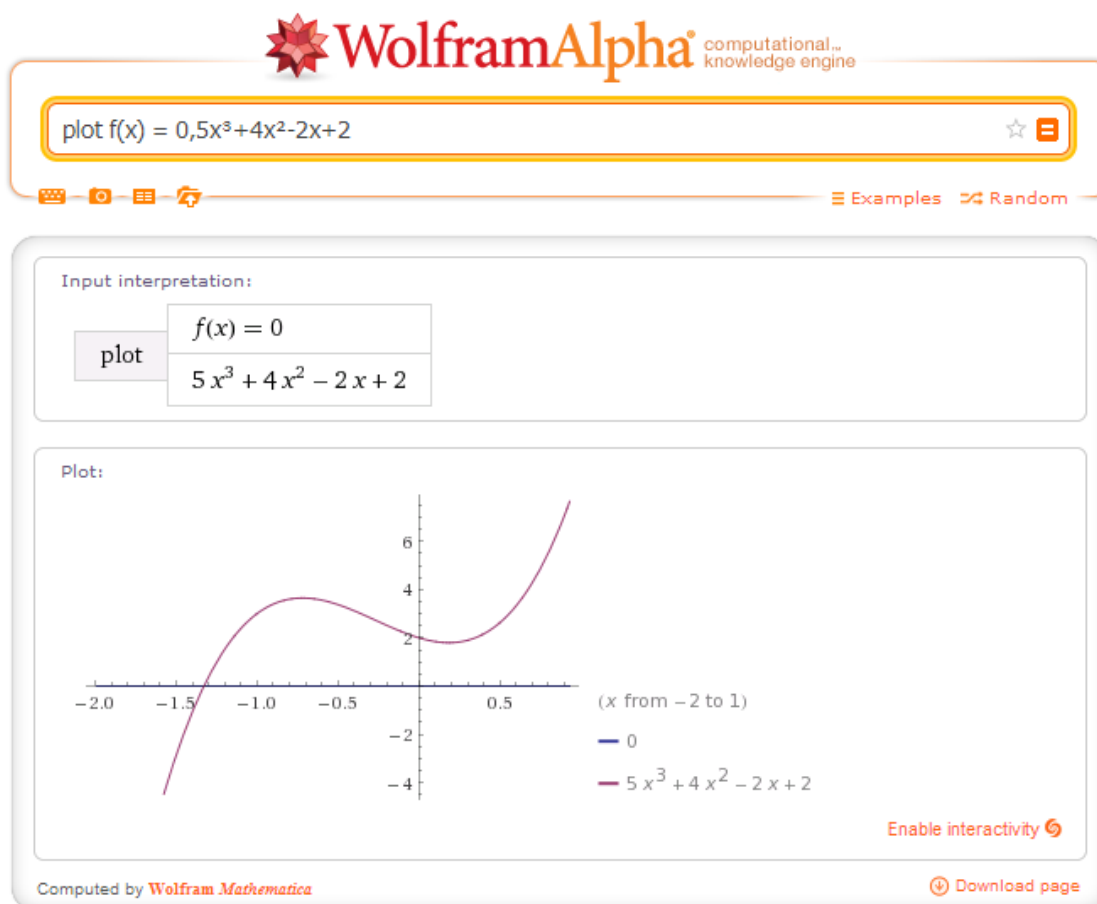 WolframAlpha computational...
knowledge engine
plot f(x) = 0,5x³+4x²-2x+2
Examples Random
Input interpretation:
plot
f(x) = 0
5 x³ + 4 x² − 2 x + 2
Plot:
6
4
2
−2.0 −1.5 −1.0 −0.5 0.5
−2
−4
(x from −2 to 1)
0
5 x³ + 4 x² − 2 x + 2
Enable interactivity
Computed by Wolfram Mathematica
Download page